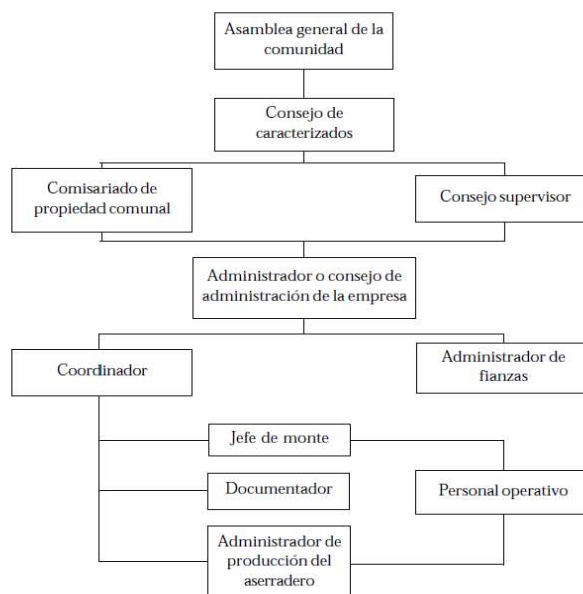 Asamblea general de la
comunidad
Consejo de
caracterizados
Comisariado de
propiedad comunal
Consejo supervisor
Administrador o consejo de
administración de la empresa
Coordinador
Administrador de
fianzas
Jefe de monte
Documentador
Personal operativo
Administrador de
producción del
aserradero